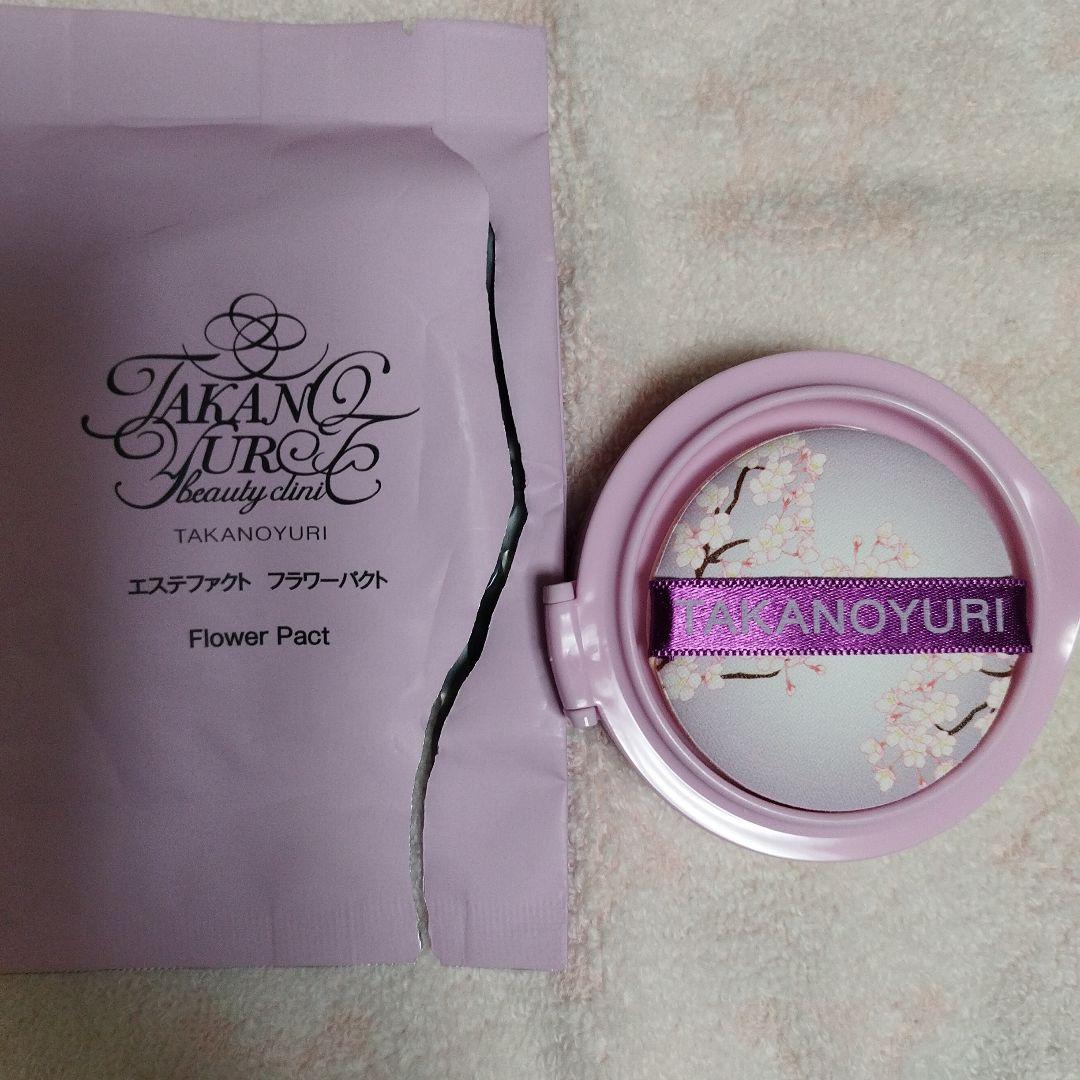 TAKANO
YURI
beauty clinic
TAKANOYURI
エステファクト フラワーパクト
Flower Pact
TAKANOYURI